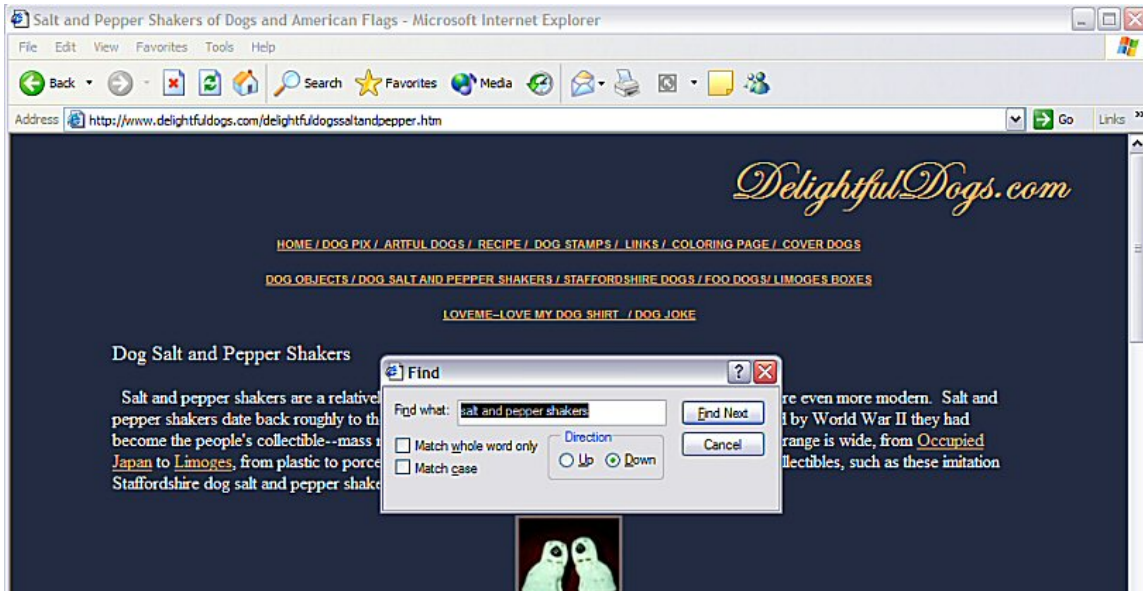 Salt and Pepper Shakers of Dogs and American Flags - Microsoft Internet Explorer
File Edit View Favorites Tools Help
Back Search Favorites Media
Address http://www.delightfuldogs.com/delightfuldogssaltandpepper.htm Go Links »
DelightfulDogs.com
HOME / DOG PIX / ARTFUL DOGS / RECIPE / DOG STAMPS / LINKS / COLORING PAGE / COVER DOGS
DOG OBJECTS / DOG SALT AND PEPPER SHAKERS / STAFFORDSHIRE DOGS / FOO DOGS/ LIMOGES BOXES
LOVEME--LOVE MY DOG SHIRT / DOG JOKE
Dog Salt and Pepper Shakers
Salt and pepper shakers are a relativel
re even more modern. Salt and
pepper shakers date back roughly to th
d by World War II they had
become the people's collectible--mass
range is wide, from Occupied
Japan to Limoges, from plastic to porce
llectibles, such as these imitation
Staffordshire dog salt and pepper shake
Find
Find what: salt and pepper shakers Find Next
Match whole word only Direction Cancel
Match case Up Down